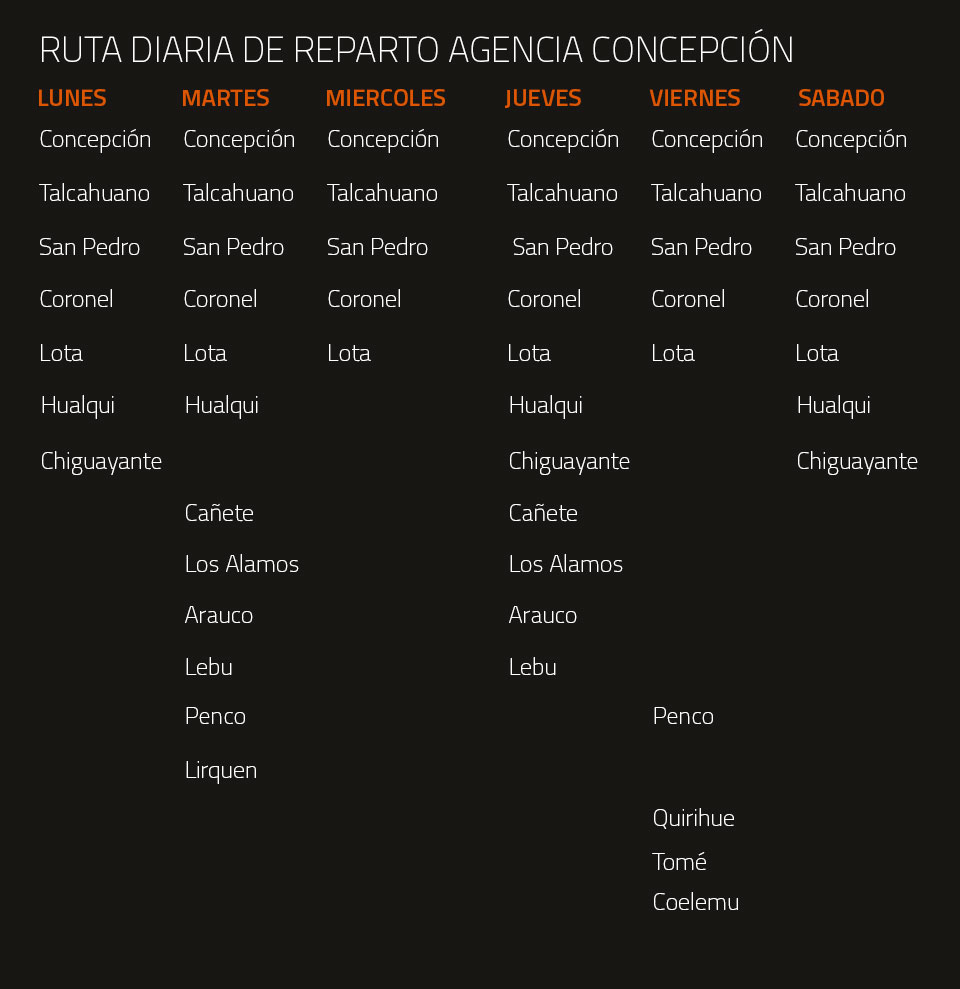 RUTA DIARIA DE REPARTO AGENCIA CONCEPCIÓN
LUNES MARTES MIERCOLES JUEVES VIERNES SABADO
Concepción Concepción Concepción Concepción Concepción Concepción
Talcahuano Talcahuano Talcahuano Talcahuano Talcahuano Talcahuano
San Pedro San Pedro San Pedro San Pedro San Pedro San Pedro
Coronel Coronel Coronel Coronel Coronel Coronel
Lota Lota Lota Lota Lota Lota
Hualqui Hualqui Hualqui Hualqui
Chiguayante Chiguayante Chiguayante
Cañete Cañete
Los Alamos Los Alamos
Arauco Arauco
Lebu Lebu
Penco Penco
Lirquen
Quirihue
Tomé
Coelemu